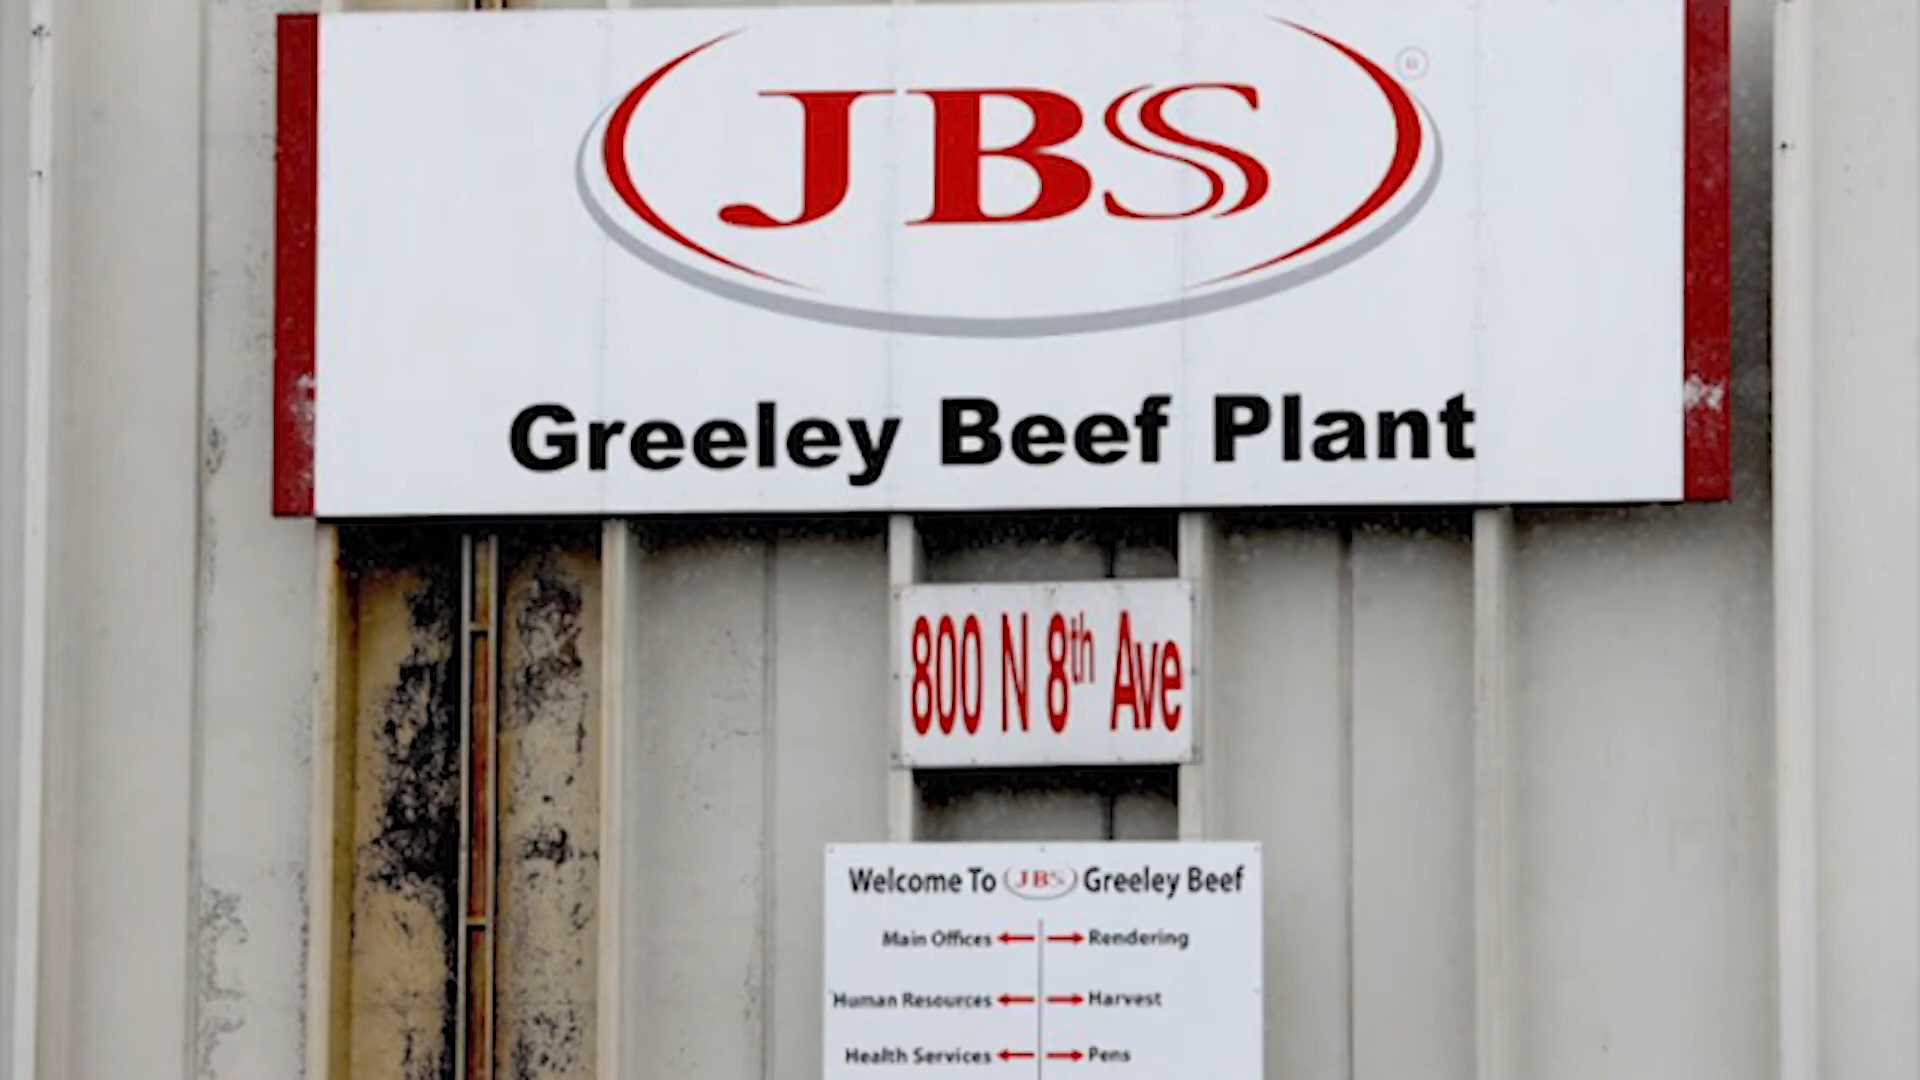 JBS ®
Greeley Beef Plant
800 N 8th Ave
Welcome To JBS Greeley Beef
Main Offices Rendering
Human Resources Harvest
Health Services Pens